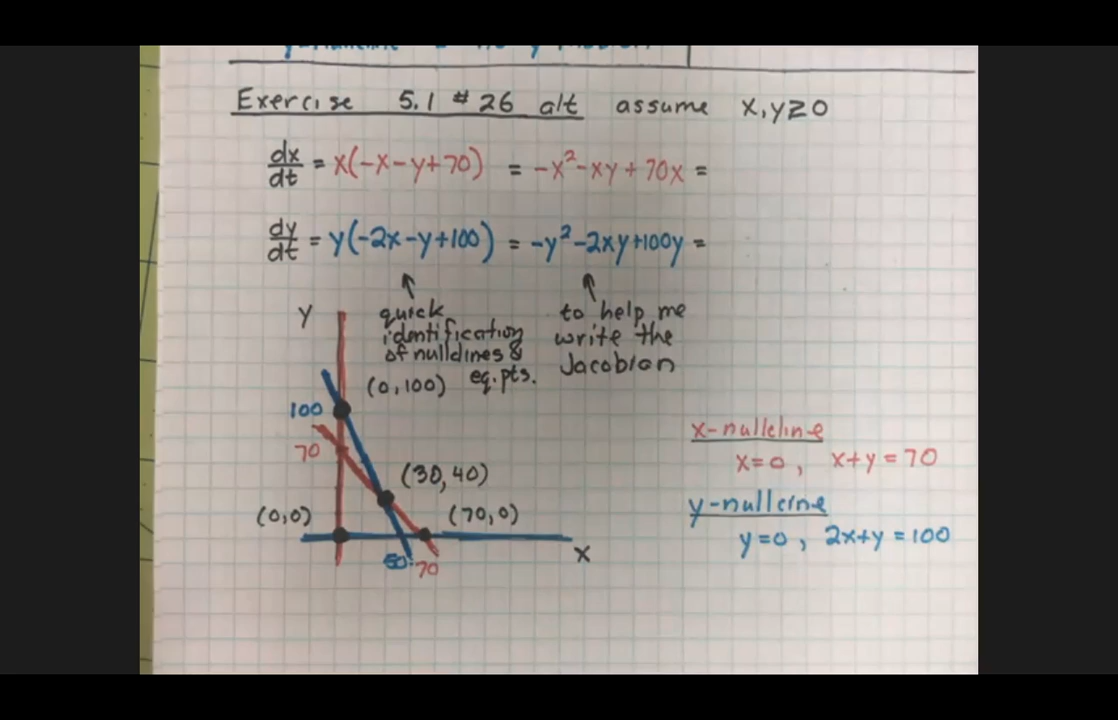 Exercise 5.1 # 26 alt assume x,y≥0
dx/dt = x(-x-y+70) = -x²-xy+70x =
dy/dt = y(-2x-y+100) = -y²-2xy+100y =
quick
identification
of nullclines &
eq.pts.
to help me
write the
Jacobian
y
(0,100)
100
70
(30,40)
(0,0)
(70,0)
50
70
x
x-nullcline
x=0, x+y=70
y-nullcine
y=0, 2x+y=100